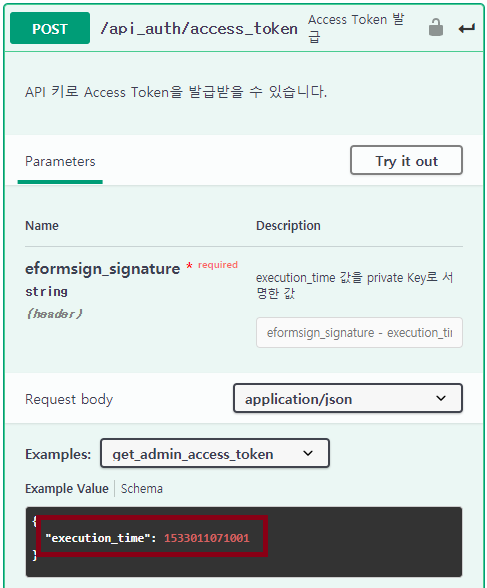 POST /api_auth/access_token Access Token 발
급
API 키로 Access Token을 발급받을 수 있습니다.
Parameters Try it out
Name Description
eformsign_signature * required
string
(header)
execution_time 값을 private Key로 서
명한 값
eformsign_signature - execution_tir
Request body application/json
Examples: get_admin_access_token
Example Value Schema
{
"execution_time": 1533011071001
}